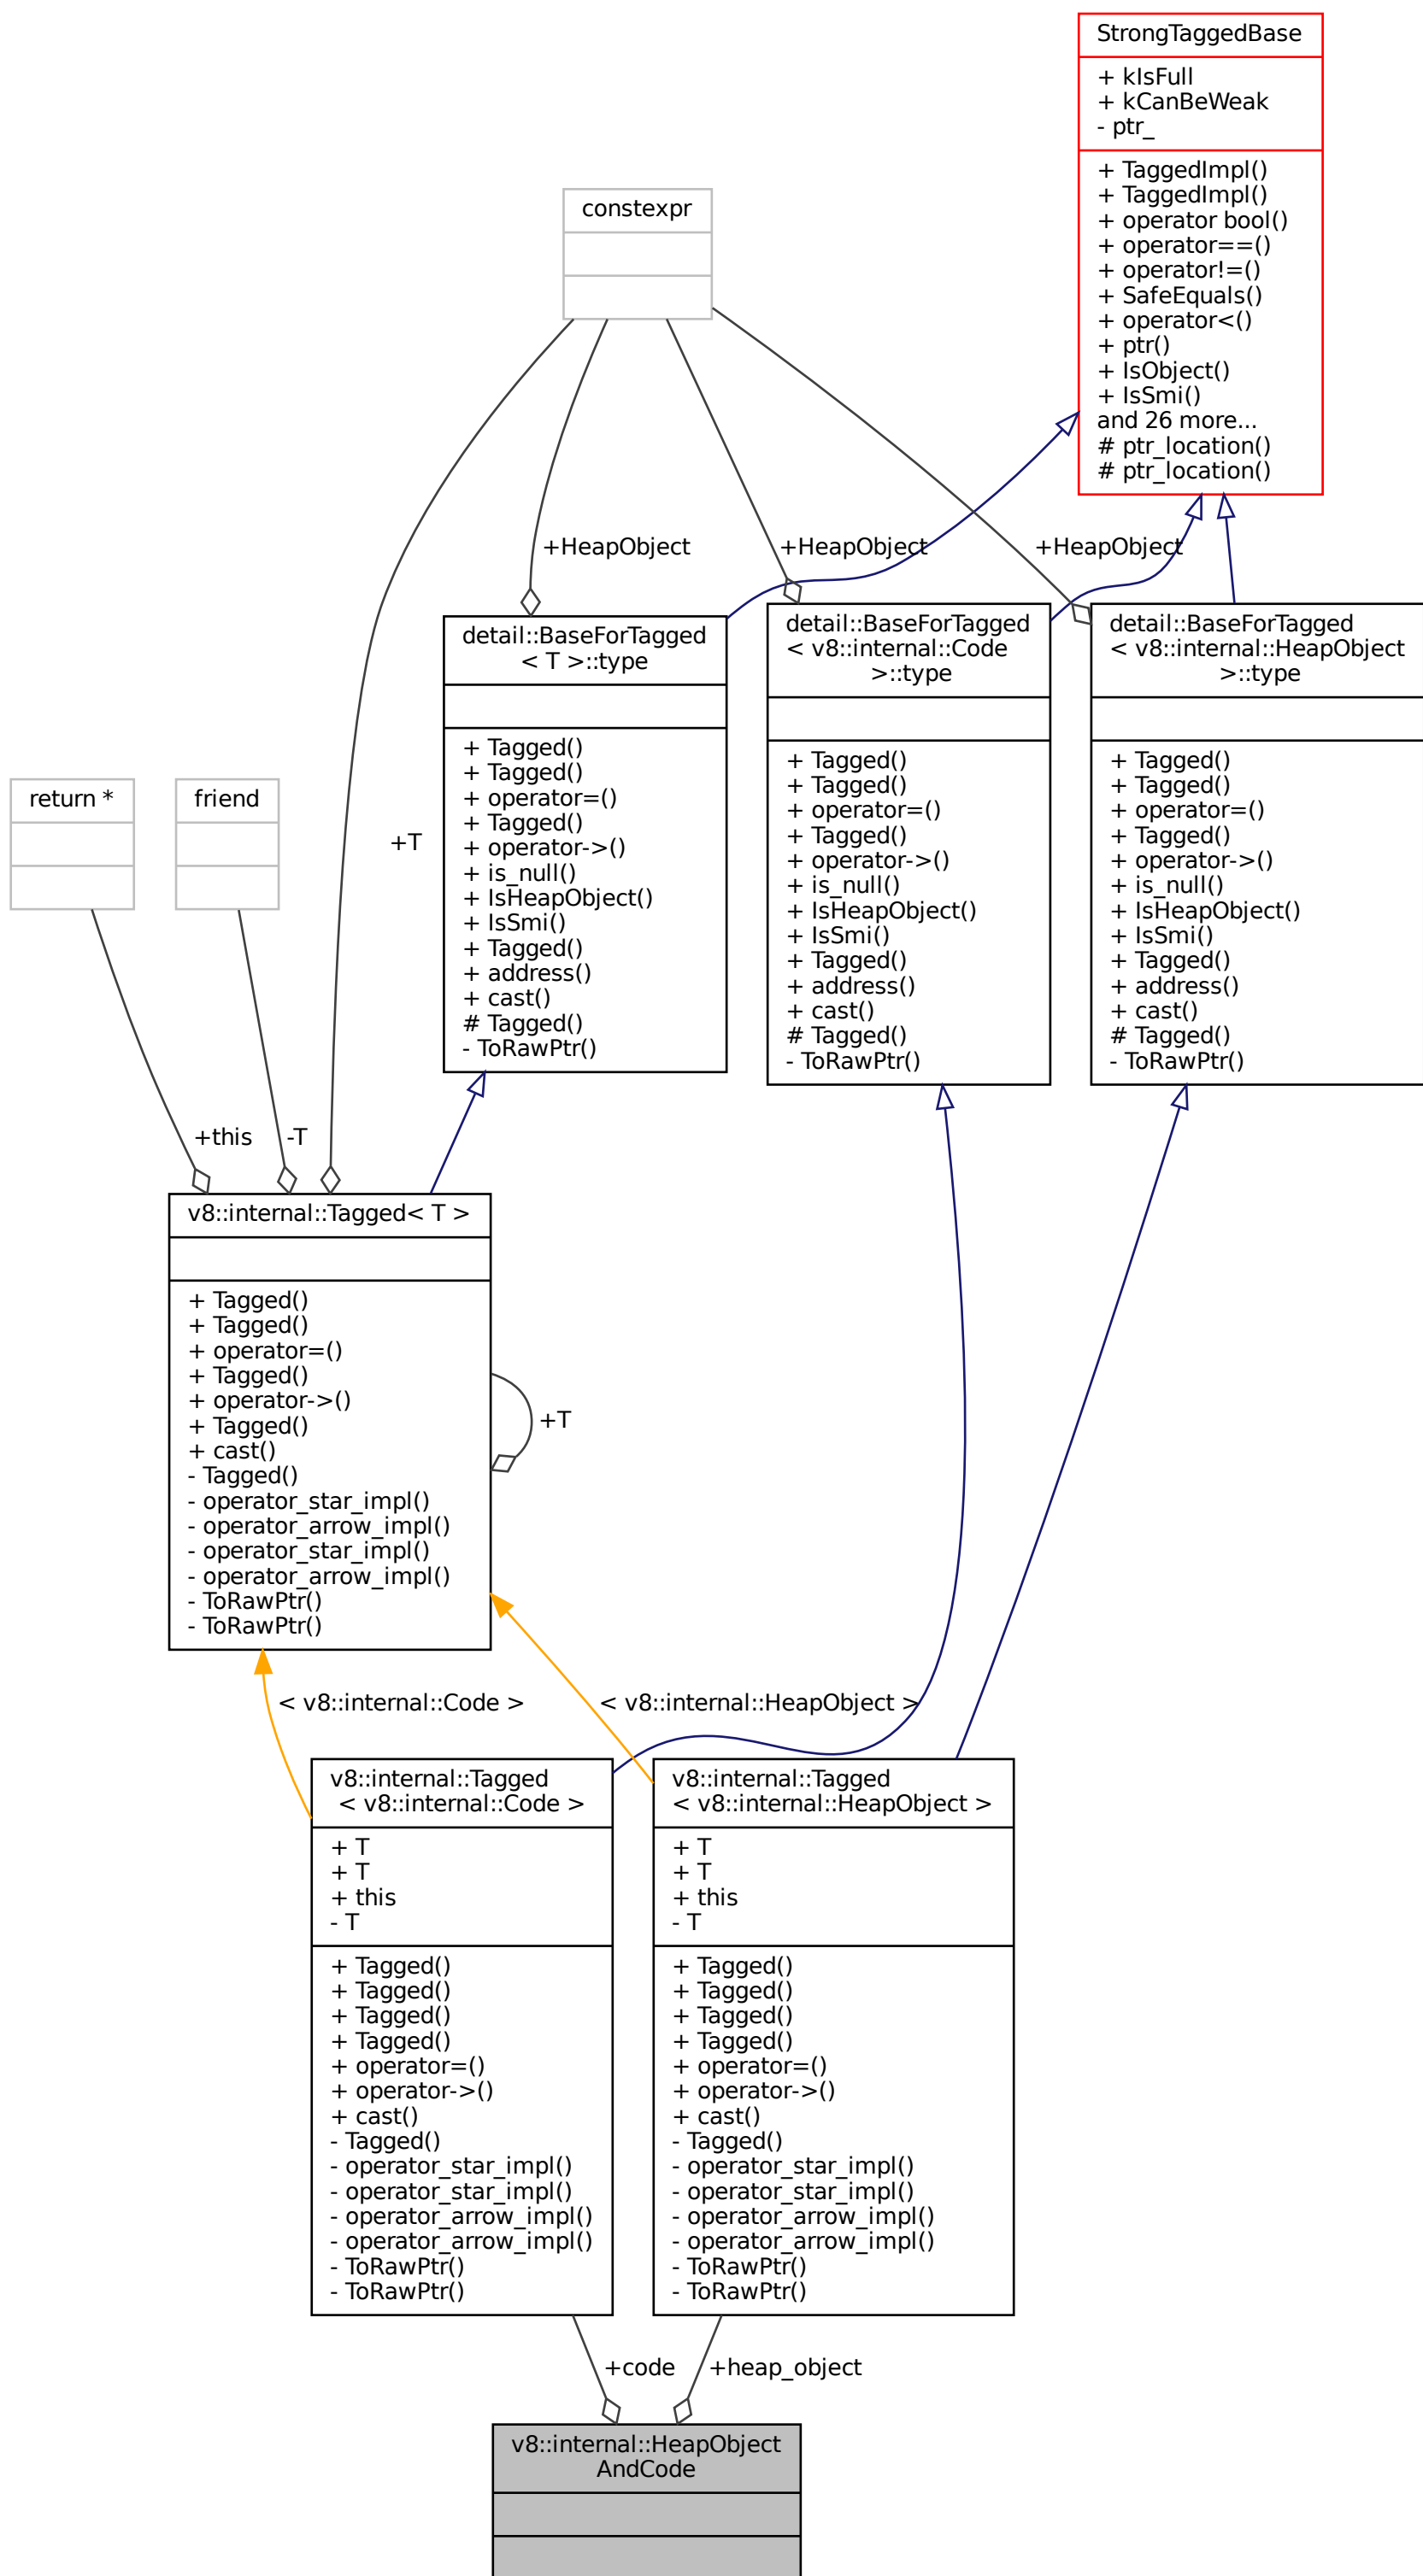 StrongTaggedBase
+ kIsFull
+ kCanBeWeak
- ptr_
+ TaggedImpl()
+ TaggedImpl()
+ operator bool()
+ operator==()
+ operator!=()
+ SafeEquals()
+ operator<()
+ ptr()
+ IsObject()
+ IsSmi()
and 26 more...
# ptr_location()
# ptr_location()
constexpr
+HeapObject
+HeapObject
+HeapObject
detail::BaseForTagged
< T >::type
+ Tagged()
+ Tagged()
+ operator=()
+ Tagged()
+ operator->()
+ is_null()
+ IsHeapObject()
+ IsSmi()
+ Tagged()
+ address()
+ cast()
# Tagged()
- ToRawPtr()
detail::BaseForTagged
< v8::internal::Code
>::type
+ Tagged()
+ Tagged()
+ operator=()
+ Tagged()
+ operator->()
+ is_null()
+ IsHeapObject()
+ IsSmi()
+ Tagged()
+ address()
+ cast()
# Tagged()
- ToRawPtr()
detail::BaseForTagged
< v8::internal::HeapObject
>::type
+ Tagged()
+ Tagged()
+ operator=()
+ Tagged()
+ operator->()
+ is_null()
+ IsHeapObject()
+ IsSmi()
+ Tagged()
+ address()
+ cast()
# Tagged()
- ToRawPtr()
return *
friend
+T
+this
-T
v8::internal::Tagged< T >
+ Tagged()
+ Tagged()
+ operator=()
+ Tagged()
+ operator->()
+ Tagged()
+ cast()
- Tagged()
- operator_star_impl()
- operator_arrow_impl()
- operator_star_impl()
- operator_arrow_impl()
- ToRawPtr()
- ToRawPtr()
+T
< v8::internal::Code >
< v8::internal::HeapObject >
v8::internal::Tagged
< v8::internal::Code >
+ T
+ T
+ this
- T
+ Tagged()
+ Tagged()
+ Tagged()
+ Tagged()
+ operator=()
+ operator->()
+ cast()
- Tagged()
- operator_star_impl()
- operator_star_impl()
- operator_arrow_impl()
- operator_arrow_impl()
- ToRawPtr()
- ToRawPtr()
v8::internal::Tagged
< v8::internal::HeapObject >
+ T
+ T
+ this
- T
+ Tagged()
+ Tagged()
+ Tagged()
+ Tagged()
+ operator=()
+ operator->()
+ cast()
- Tagged()
- operator_star_impl()
- operator_star_impl()
- operator_arrow_impl()
- operator_arrow_impl()
- ToRawPtr()
- ToRawPtr()
+code
+heap_object
v8::internal::HeapObject
AndCode